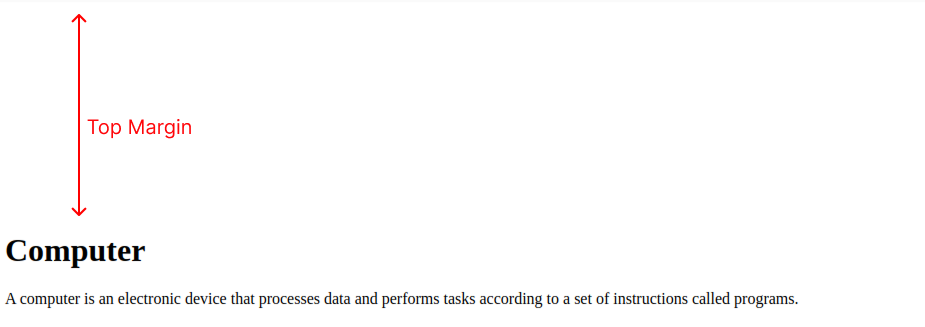 Top Margin
Computer
A computer is an electronic device that processes data and performs tasks according to a set of instructions called programs.